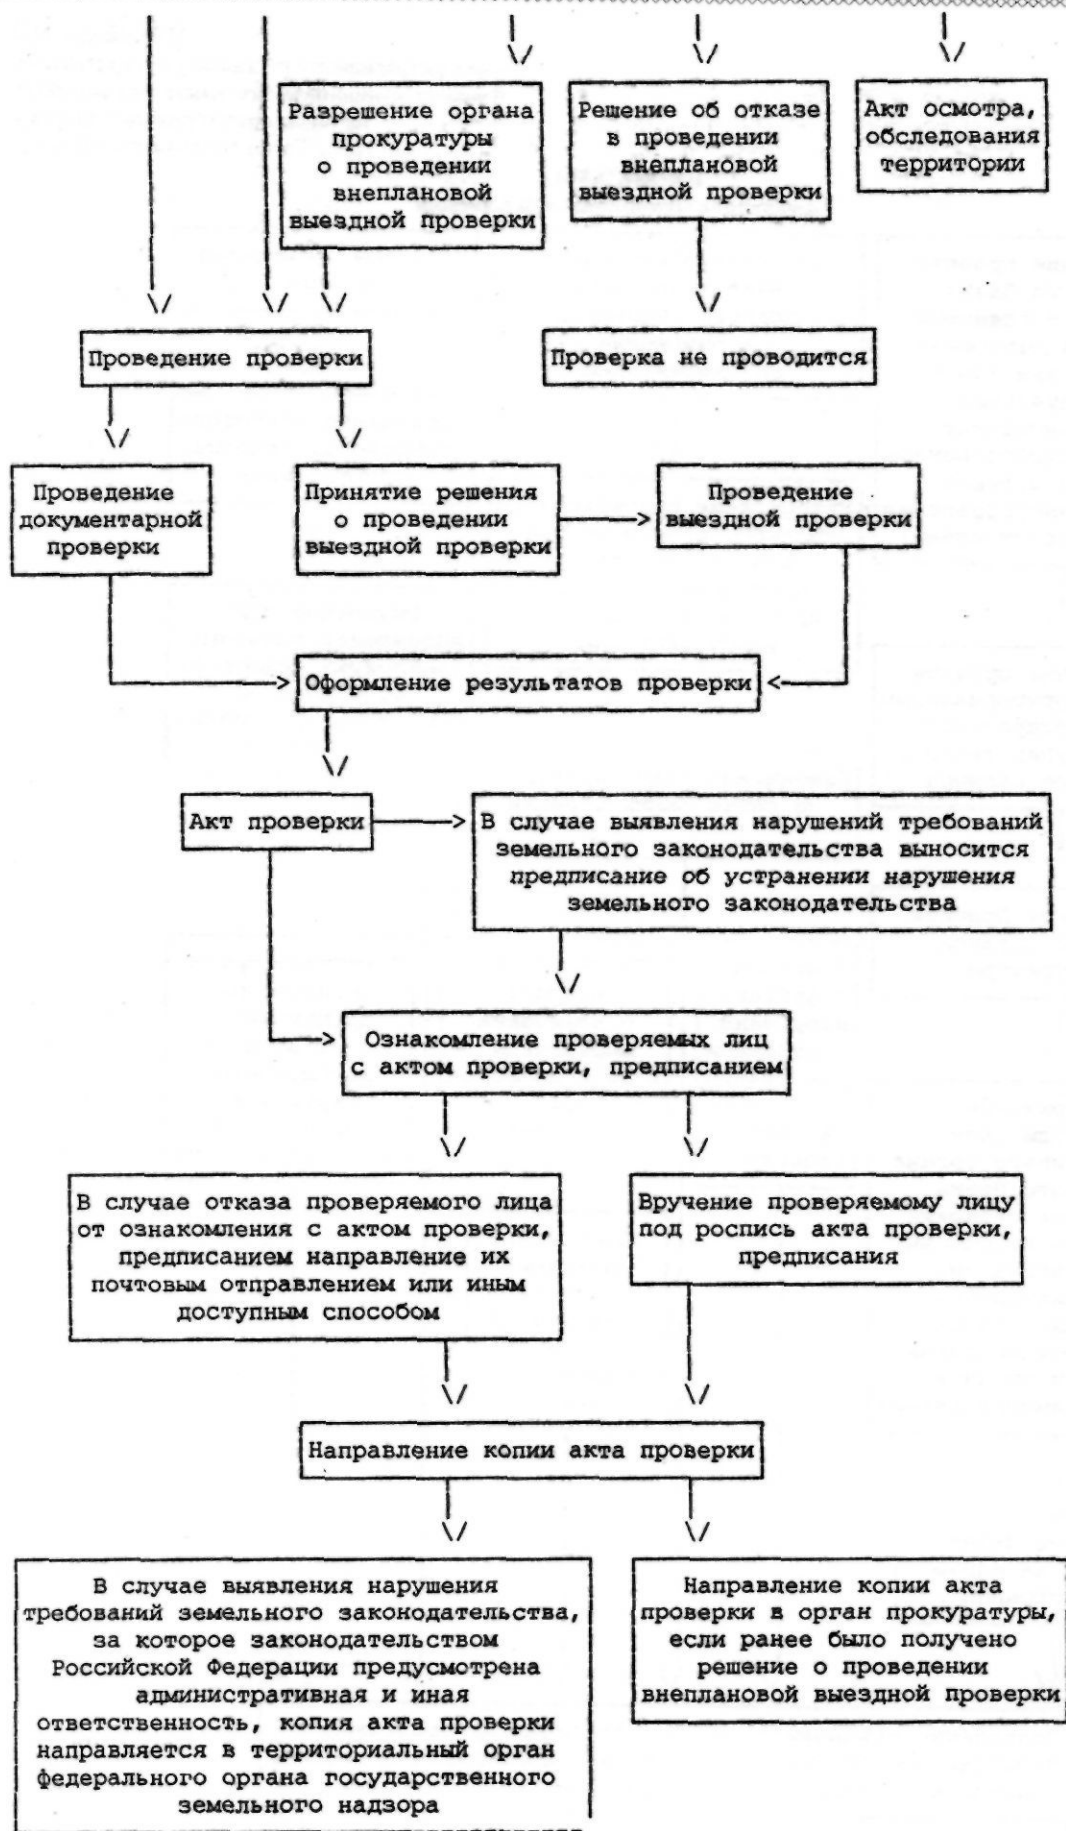 Разрешение органа
прокуратуры
о проведении
внеплановой
выездной проверки
Решение об отказе
в проведении
внеплановой
выездной проверки
Акт осмотра,
обследования
территории
Проведение проверки
Проверка не проводится
Проведение
документарной
проверки
Принятие решения
о проведении
выездной проверки
Проведение
выездной проверки
Оформление результатов проверки
Акт проверки
В случае выявления нарушений требований
земельного законодательства выносится
предписание об устранении нарушения
земельного законодательства
Ознакомление проверяемых лиц
с актом проверки, предписанием
В случае отказа проверяемого лица
от ознакомления с актом проверки,
предписанием направление их
почтовым отправлением или иным
доступным способом
Вручение проверяемому лицу
под роспись акта проверки,
предписания
Направление копии акта проверки
В случае выявления нарушения
требований земельного законодательства,
за которое законодательством
Российской Федерации предусмотрена
административная и иная
ответственность, копия акта проверки
направляется в территориальный орган
федерального органа государственного
земельного надзора
Направление копии акта
проверки в орган прокуратуры,
если ранее было получено
решение о проведении
внеплановой выездной проверки